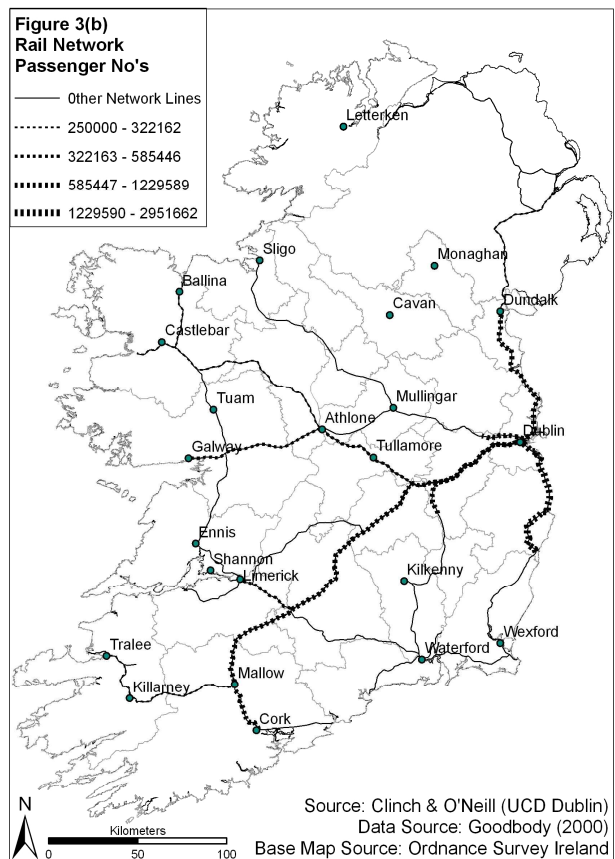 Figure 3(b)
Rail Network
Passenger No's
0ther Network Lines
250000 - 322162
322163 - 585446
585447 - 1229589
1229590 - 2951662
Letterken
Sligo
Monaghan
Ballina
Cavan
Dundalk
Castlebar
Tuam
Mullingar
Athlone
Dublin
Galway
Tullamore
Ennis
Shannon
Limerick
Kilkenny
Wexford
Tralee
Waterford
Killarney
Mallow
Cork
N
Kilometers
0 50 100
Source: Clinch & O'Neill (UCD Dublin)
Data Source: Goodbody (2000)
Base Map Source: Ordnance Survey Ireland